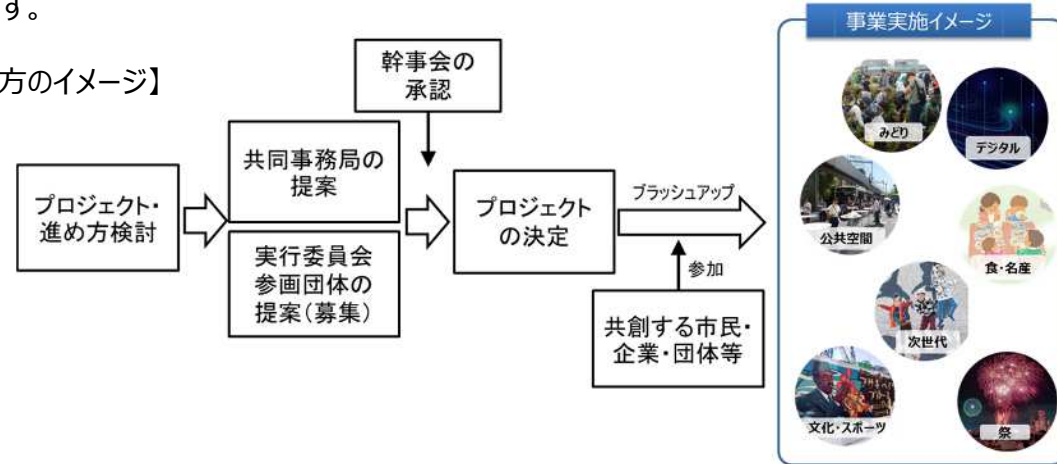 す。
方のイメージ】
プロジェクト・
進め方検討
共同事務局の
提案
実行委員会
参画団体の
提案(募集)
幹事会の
承認
プロジェクト
の決定
ブラッシュアップ
参加
共創する市民・
企業・団体等
事業実施イメージ
みどり
デジタル
公共空間
食・名産
次世代
文化・スポーツ
祭